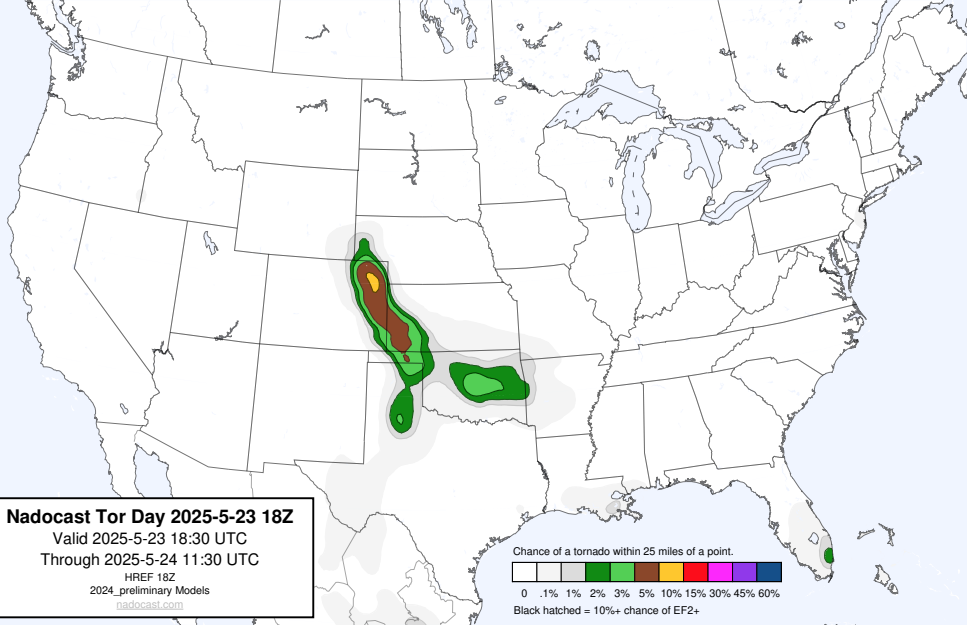 Nadocast Tor Day 2025-5-23 18Z
Valid 2025-5-23 18:30 UTC
Through 2025-5-24 11:30 UTC
HREF 18Z
2024_preliminary Models
nadocast.com
Chance of a tornado within 25 miles of a point.
0 .1% 1% 2% 3% 5% 10% 15% 30% 45% 60%
Black hatched = 10%+ chance of EF2+